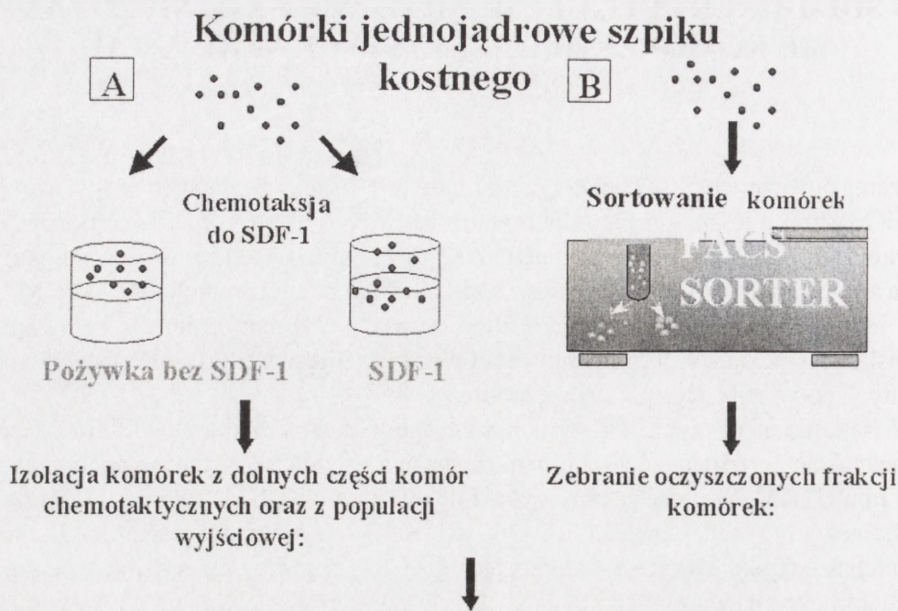 Komórki jednojądrowe szpiku
kostnego
A
B
Chemotaksja
do SDF-1
Pożywka bez SDF-1
SDF-1
Izolacja komórek z dolnych części komór
chemotaktycznych oraz z populacji
wyjściowej:
Sortowanie komórek
FACS
SORTER
Zebranie oczyszczonych frakcji
komórek: